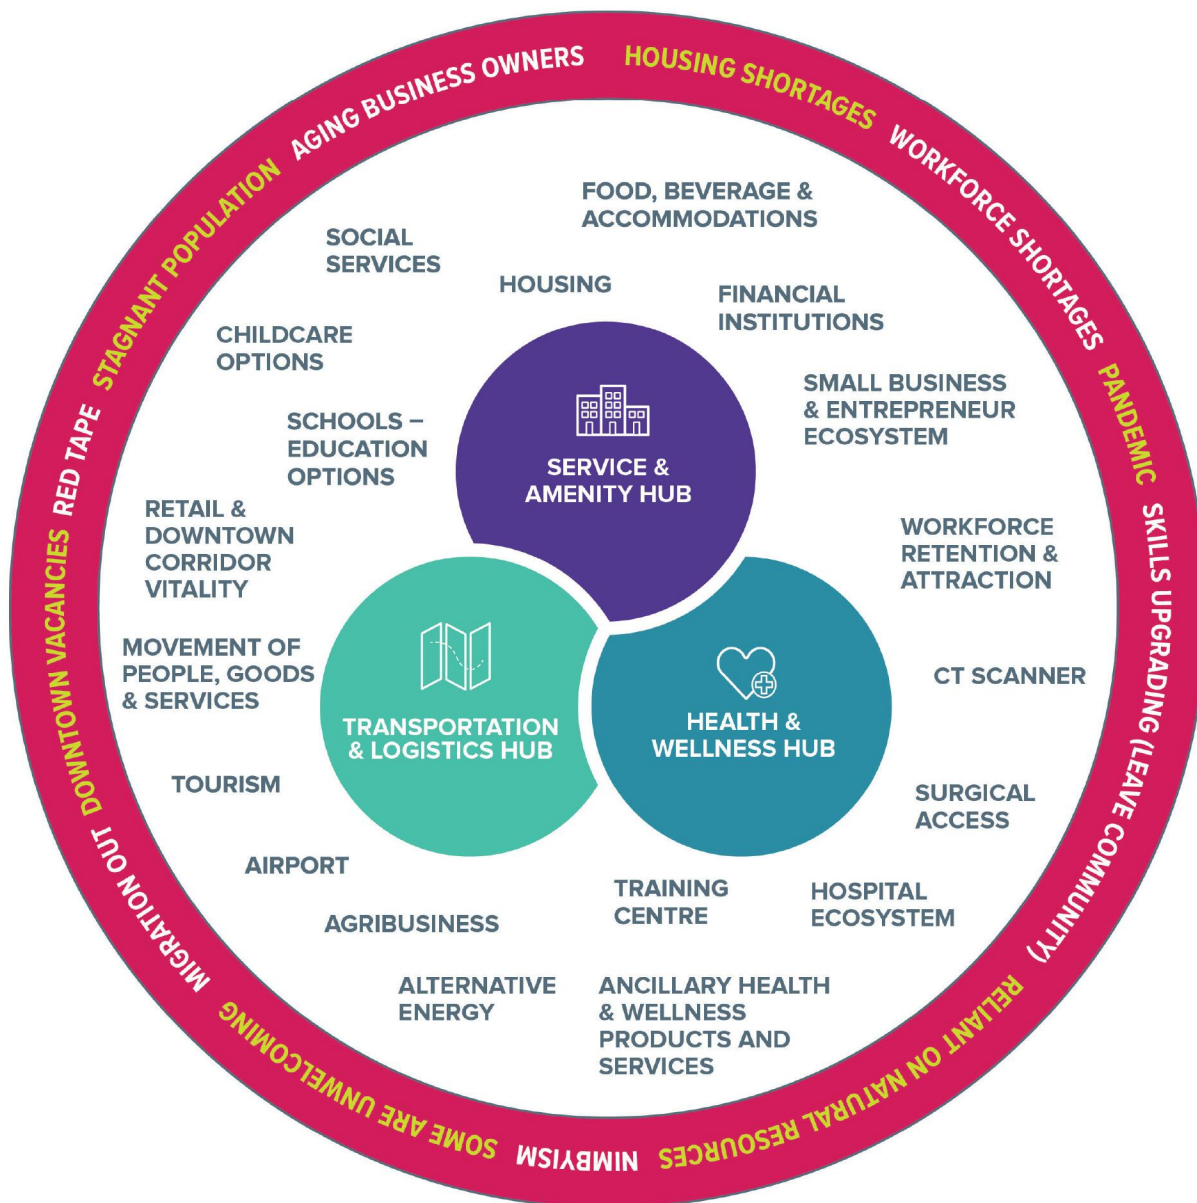 AGING BUSINESS OWNERS
HOUSING SHORTAGES
WORKFORCE SHORTAGES
PANDEMIC
SKILLS UPGRADING (LEAVE COMMUNITY)
RELIANT ON NATURAL RESOURCES
NIMBYISM
SOME ARE UNWELCOMING
MIGRATION OUT
DOWNTOWN VACANCIES
RED TAPE
STAGNANT POPULATION
FOOD, BEVERAGE &
ACCOMMODATIONS
SOCIAL
SERVICES
HOUSING
FINANCIAL
INSTITUTIONS
CHILDCARE
OPTIONS
SMALL BUSINESS
& ENTREPRENEUR
ECOSYSTEM
SCHOOLS –
EDUCATION
OPTIONS
SERVICE &
AMENITY HUB
RETAIL &
DOWNTOWN
CORRIDOR
VITALITY
WORKFORCE
RETENTION &
ATTRACTION
MOVEMENT OF
PEOPLE, GOODS
& SERVICES
CT SCANNER
TRANSPORTATION
& LOGISTICS HUB
HEALTH &
WELLNESS HUB
TOURISM
SURGICAL
ACCESS
AIRPORT
TRAINING
CENTRE
HOSPITAL
ECOSYSTEM
AGRIBUSINESS
ALTERNATIVE
ENERGY
ANCILLARY HEALTH
& WELLNESS
PRODUCTS AND
SERVICES